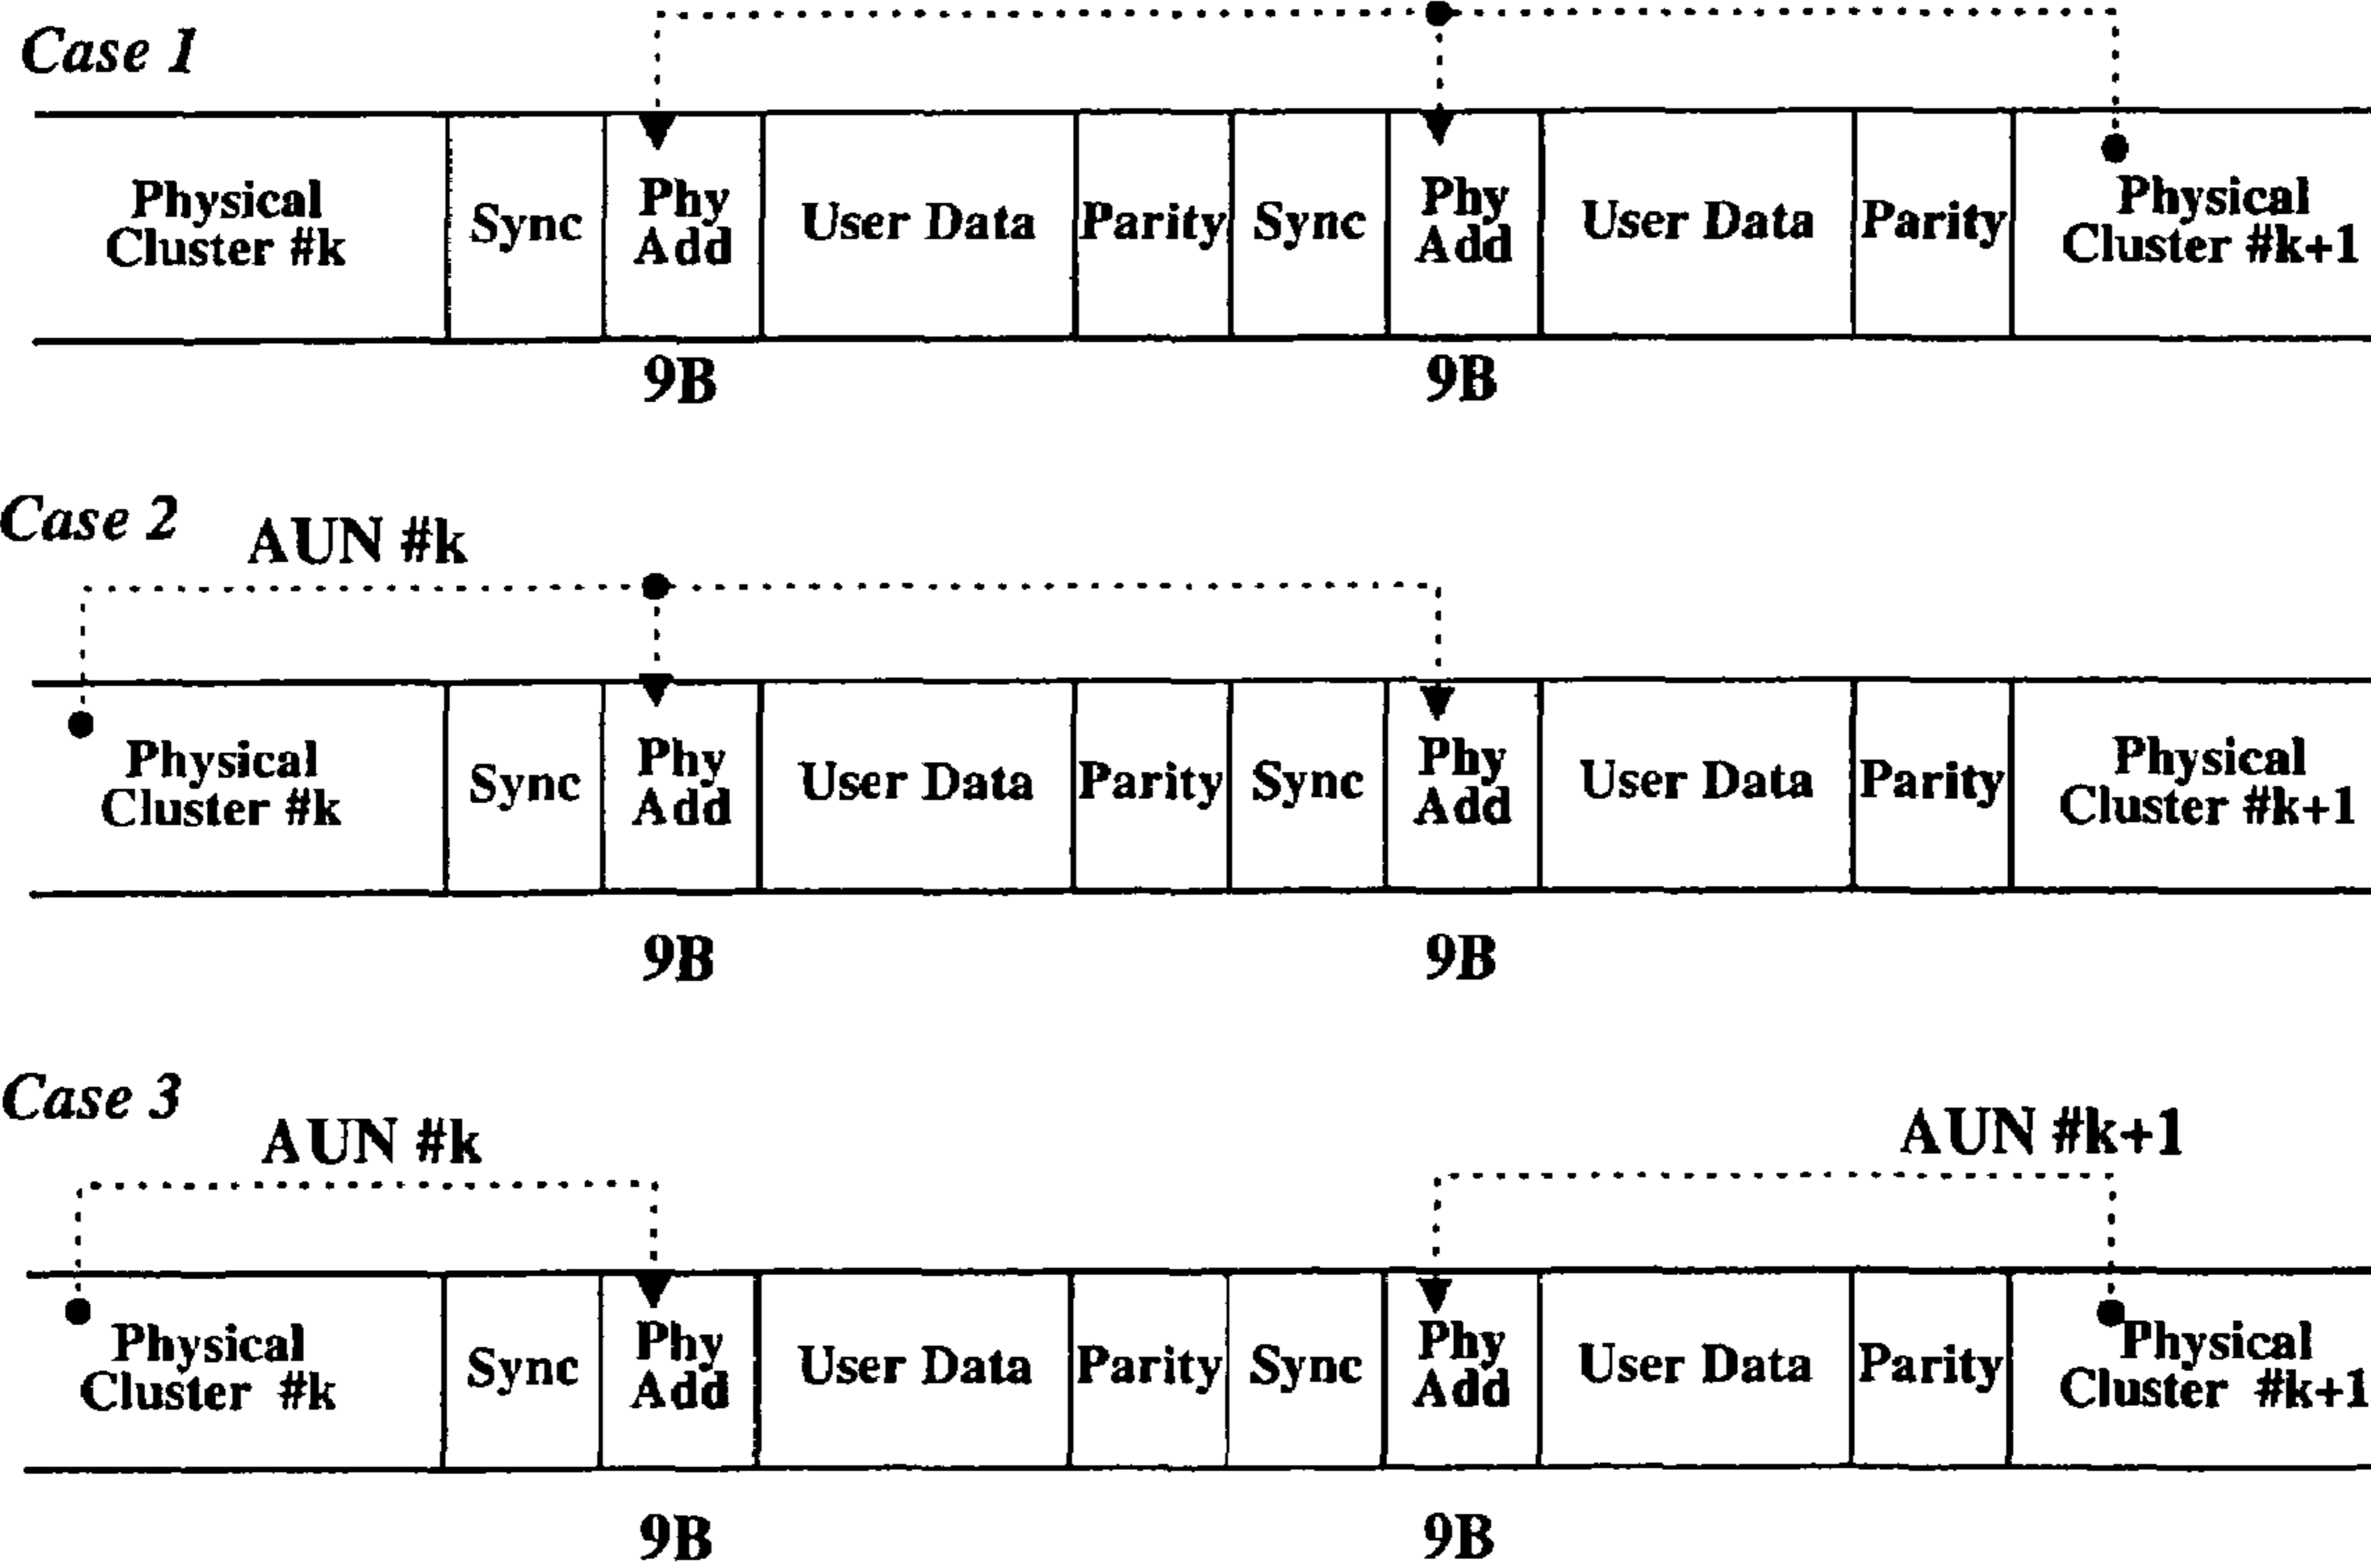 Case 1
Physical
Cluster #k
Sync
Phy
Add
User Data
Parity
Sync
Phy
Add
User Data
Parity
Physical
Cluster #k+1
9B
9B
Case 2
AUN #k
Physical
Cluster #k
Sync
Phy
Add
User Data
Parity
Sync
Phy
Add
User Data
Parity
Physical
Cluster #k+1
9B
9B
Case 3
AUN #k
AUN #k+1
Physical
Cluster #k
Sync
Phy
Add
User Data
Parity
Sync
Phy
Add
User Data
Parity
Physical
Cluster #k+1
9B
9B